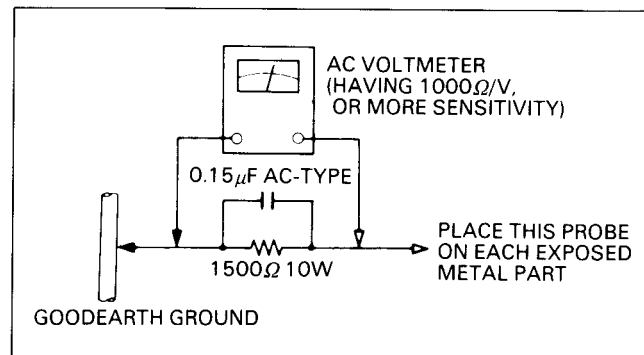 AC VOLTMETER
(HAVING 1000Ω/V,
OR MORE SENSITIVITY)
0.15µF AC-TYPE
1500Ω 10W
PLACE THIS PROBE
ON EACH EXPOSED
METAL PART
GOODEARTH GROUND